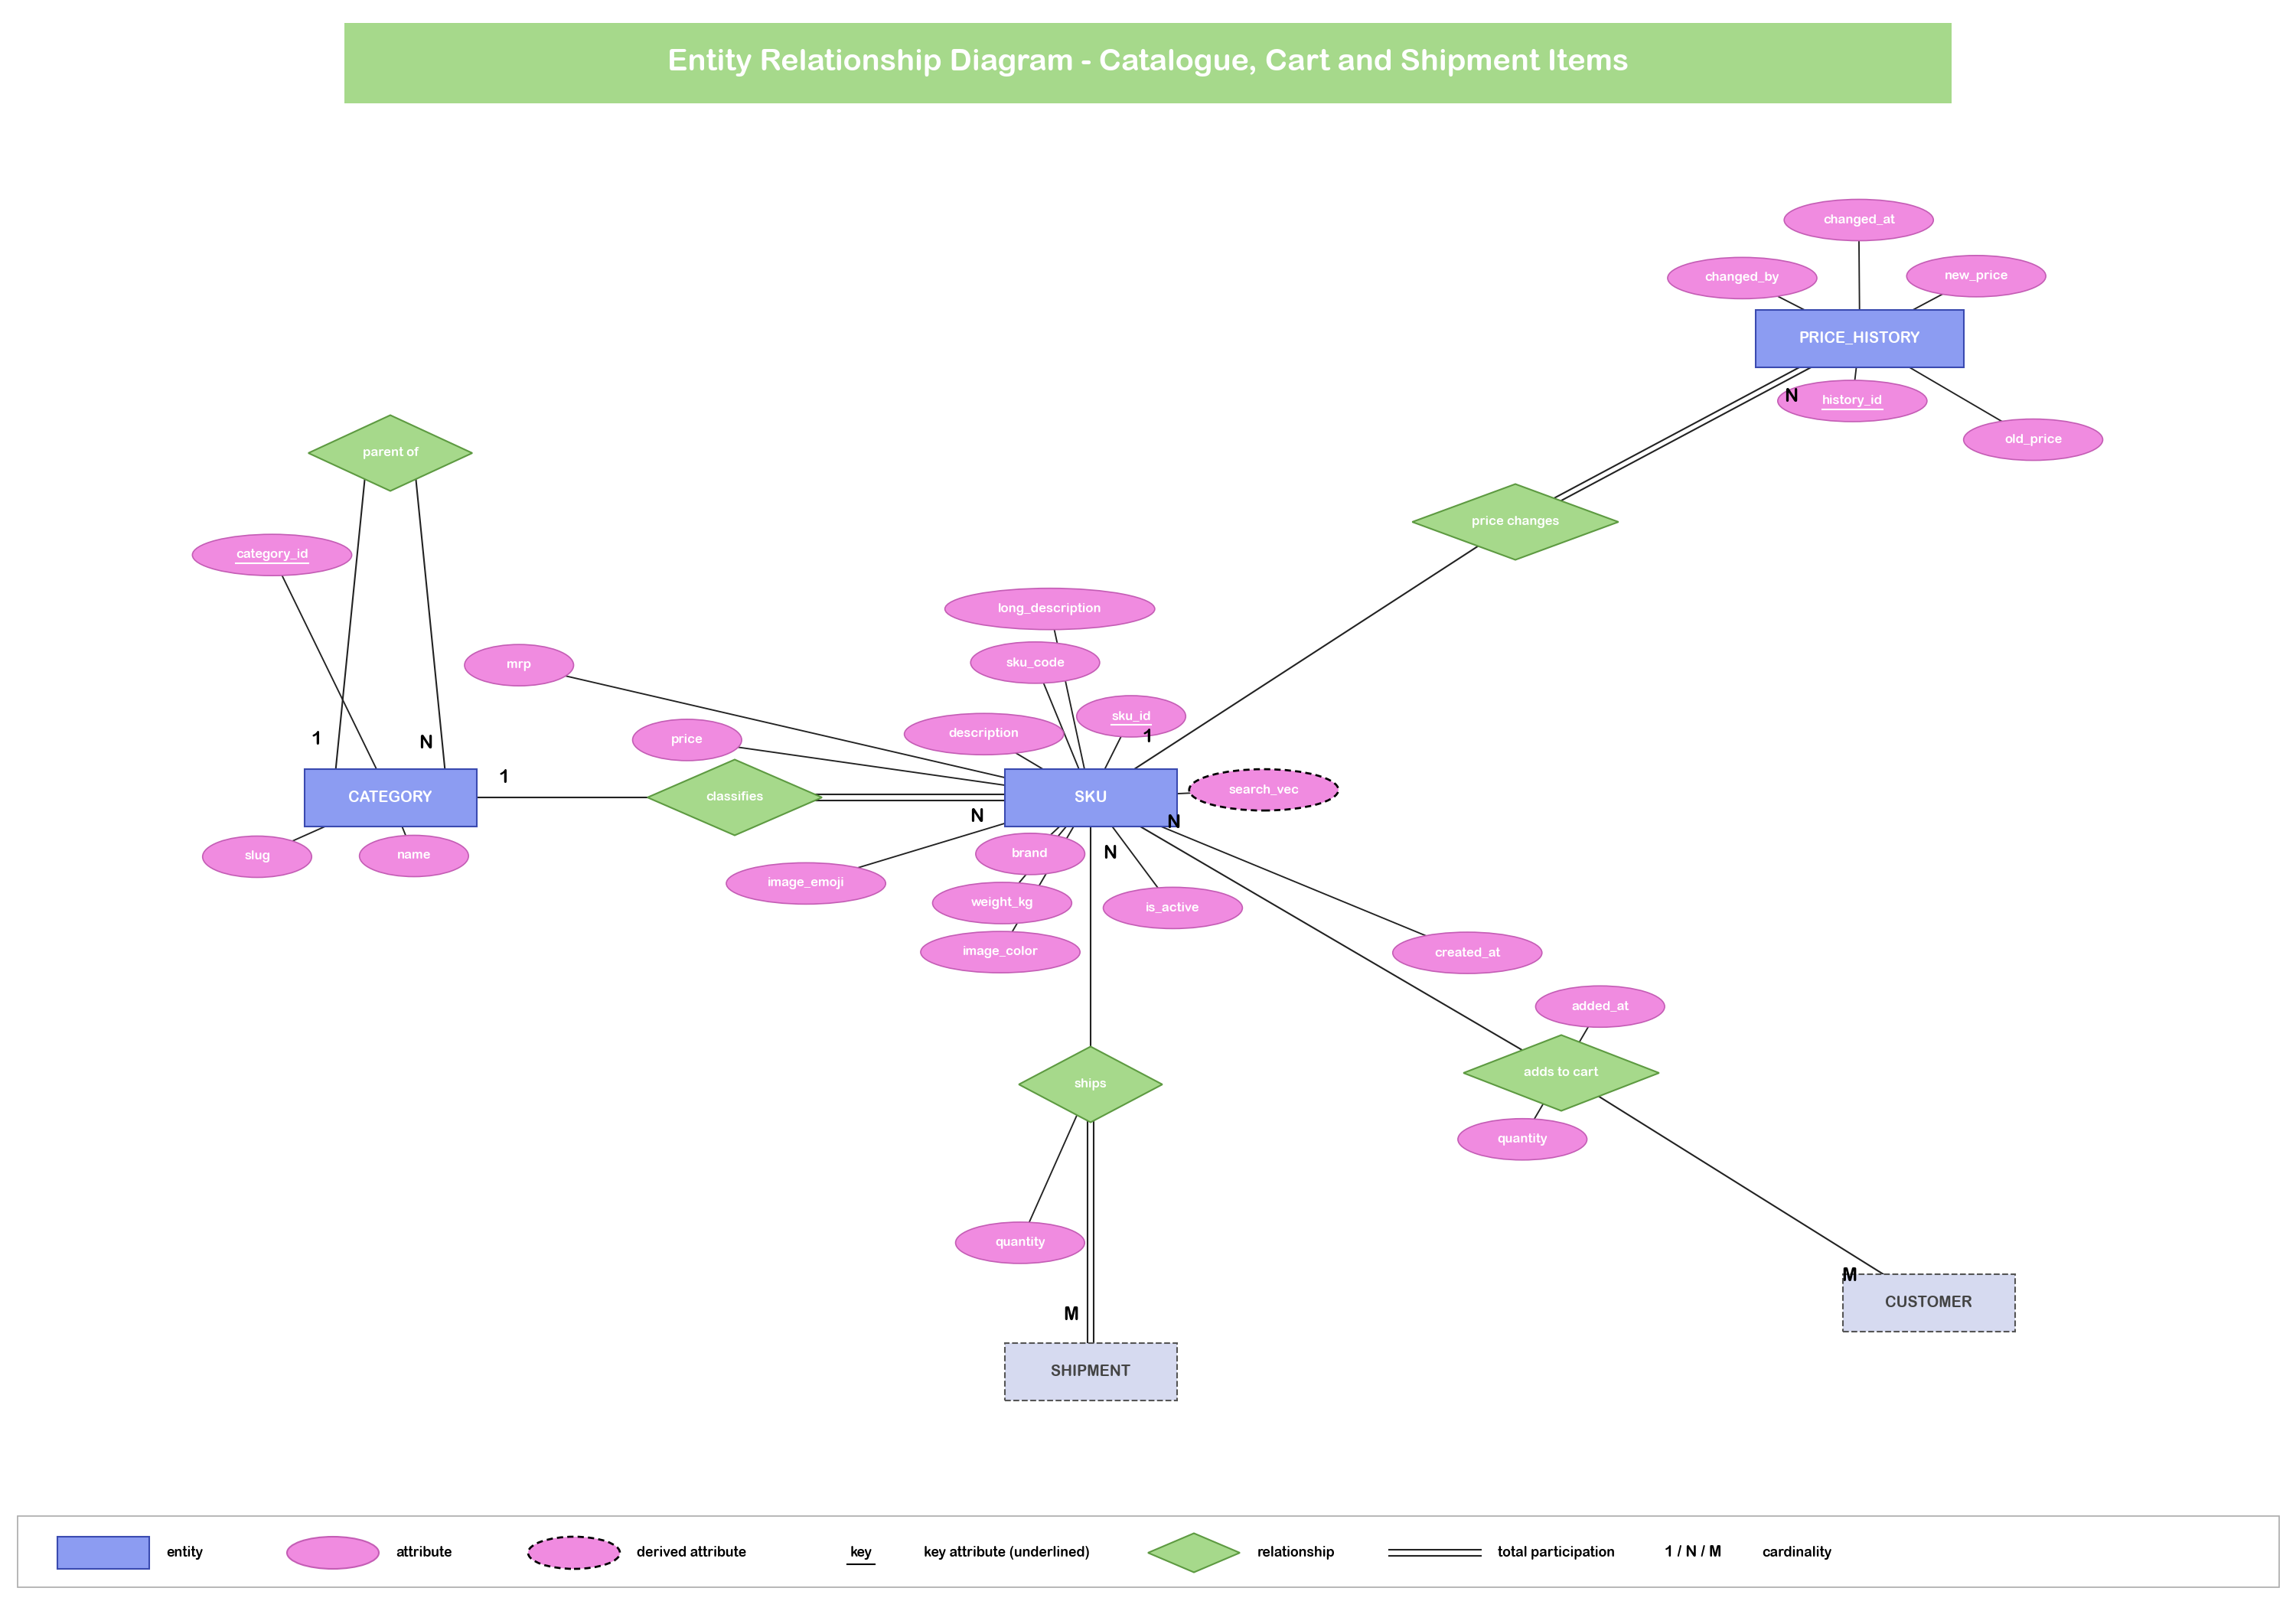 Entity Relationship Diagram - Catalogue, Cart and Shipment Items
changed_at
changed_by
new_price
PRICE_HISTORY
N
history_id
old_price
parent of
price changes
category_id
long_description
mrp
sku_code
sku_id
description
price
1
1
N
1
CATEGORY
classifies
SKU
search_vec
N
N
slug
name
brand
N
image_emoji
weight_kg
is_active
image_color
created_at
added_at
ships
adds to cart
quantity
quantity
M
CUSTOMER
M
SHIPMENT
entity
attribute
derived attribute
key
key attribute (underlined)
relationship
total participation
1 / N / M
cardinality